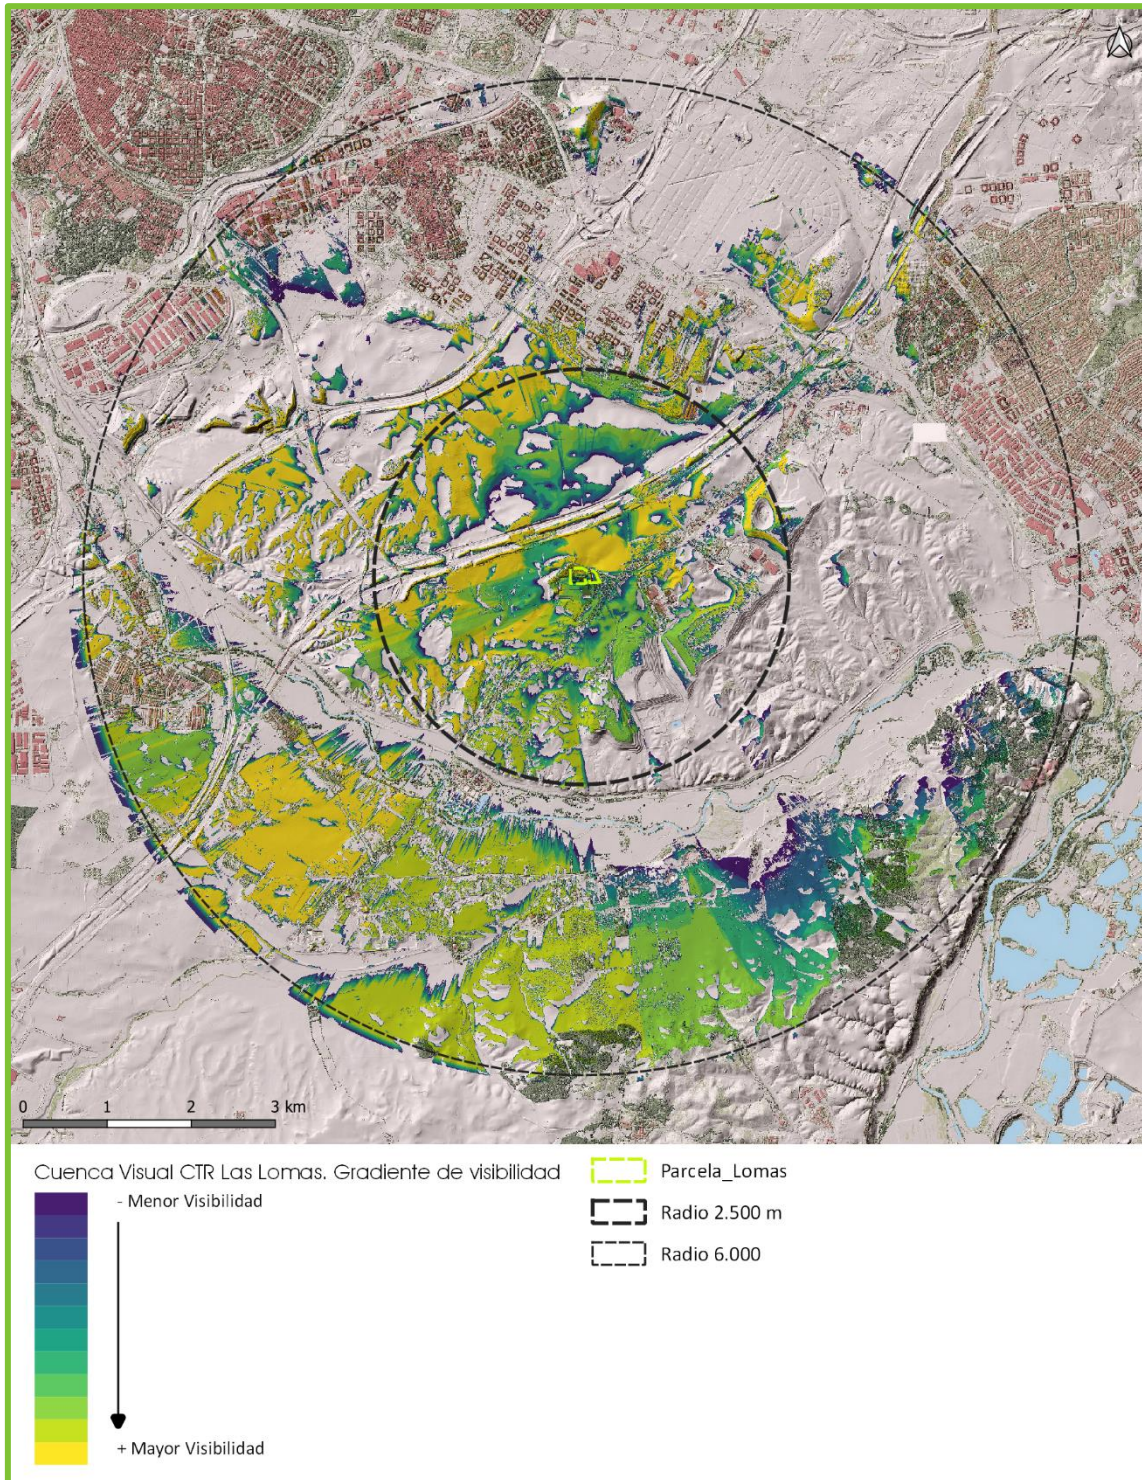 0 1 2 3 km
Cuenca Visual CTR Las Lomas. Gradiente de visibilidad
- Menor Visibilidad
+ Mayor Visibilidad
Parcela_Lomas
Radio 2.500 m
Radio 6.000